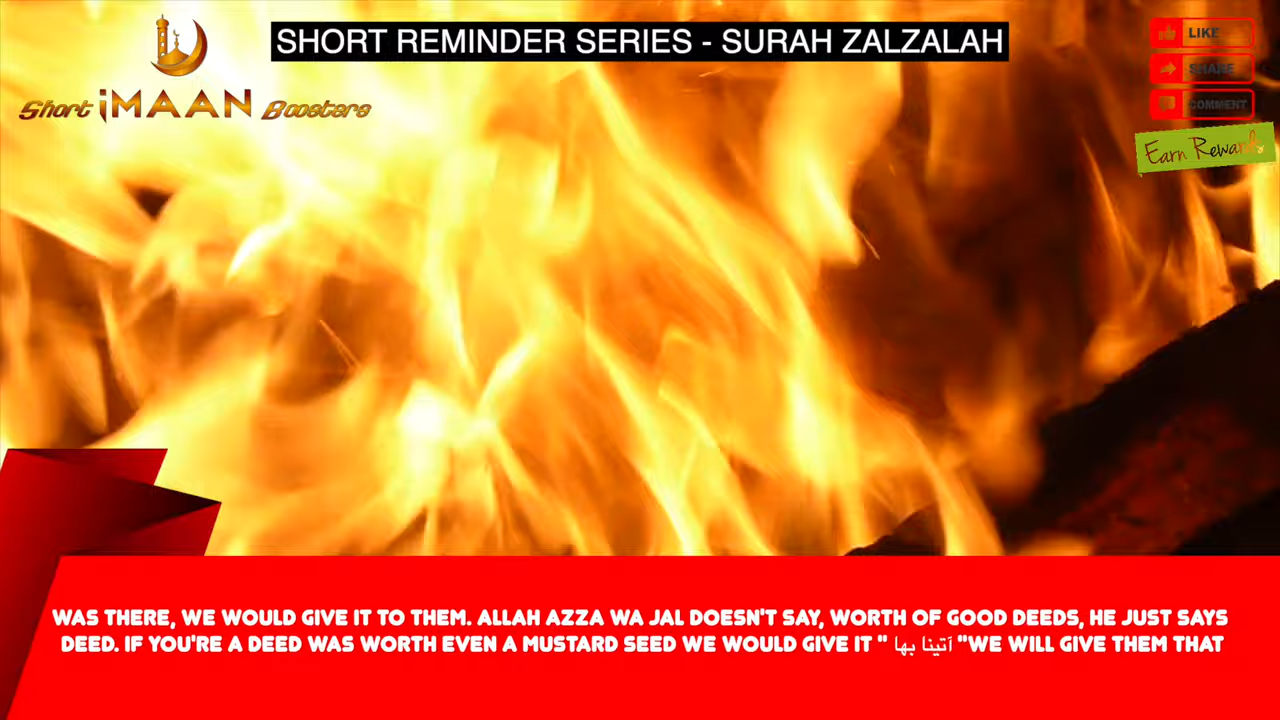 SHORT REMINDER SERIES - SURAH ZALZALAH
Short iMAAN Boosters
LIKE
SHARE
COMMENT
Earn Rewards
WAS THERE, WE WOULD GIVE IT TO THEM. ALLAH AZZA WA JAL DOESN'T SAY, WORTH OF GOOD DEEDS, HE JUST SAYS
DEED. IF YOU'RE A DEED WAS WORTH EVEN A MUSTARD SEED WE WOULD GIVE IT " آتينا بها "WE WILL GIVE THEM THAT